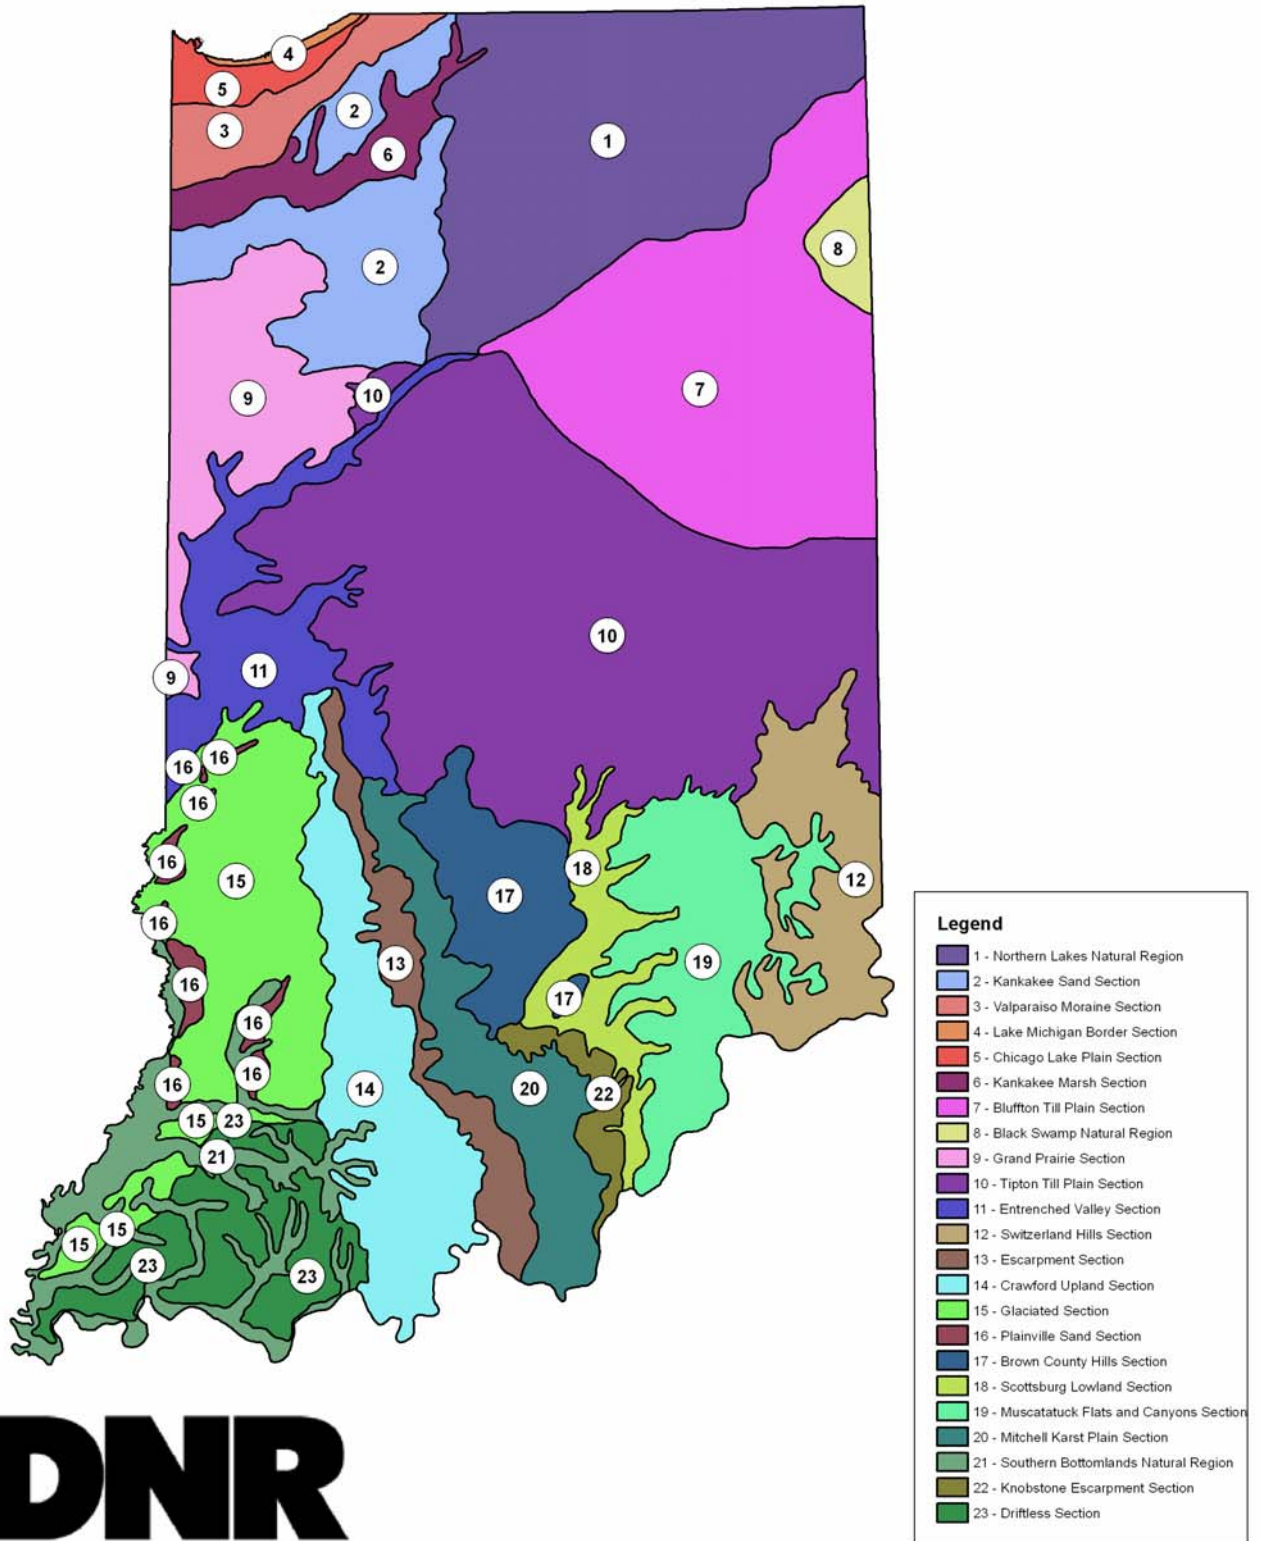 4
5
2
3
1
6
8
2
7
9
10
10
11
9
16
16
16
16
15
18
12
17
16
13
19
16
17
16
16
14
20
22
16
15
23
21
15
15
23
23
Legend
1 - Northern Lakes Natural Region
2 - Kankakee Sand Section
3 - Valparaiso Moraine Section
4 - Lake Michigan Border Section
5 - Chicago Lake Plain Section
6 - Kankakee Marsh Section
7 - Bluffton Till Plain Section
8 - Black Swamp Natural Region
9 - Grand Prairie Section
10 - Tipton Till Plain Section
11 - Entrenched Valley Section
12 - Switzerland Hills Section
13 - Escarpment Section
14 - Crawford Upland Section
15 - Glaciated Section
16 - Plainville Sand Section
17 - Brown County Hills Section
18 - Scottsburg Lowland Section
19 - Muscatatuck Flats and Canyons Section
20 - Mitchell Karst Plain Section
21 - Southern Bottomlands Natural Region
22 - Knobstone Escarpment Section
23 - Driftless Section
DNR